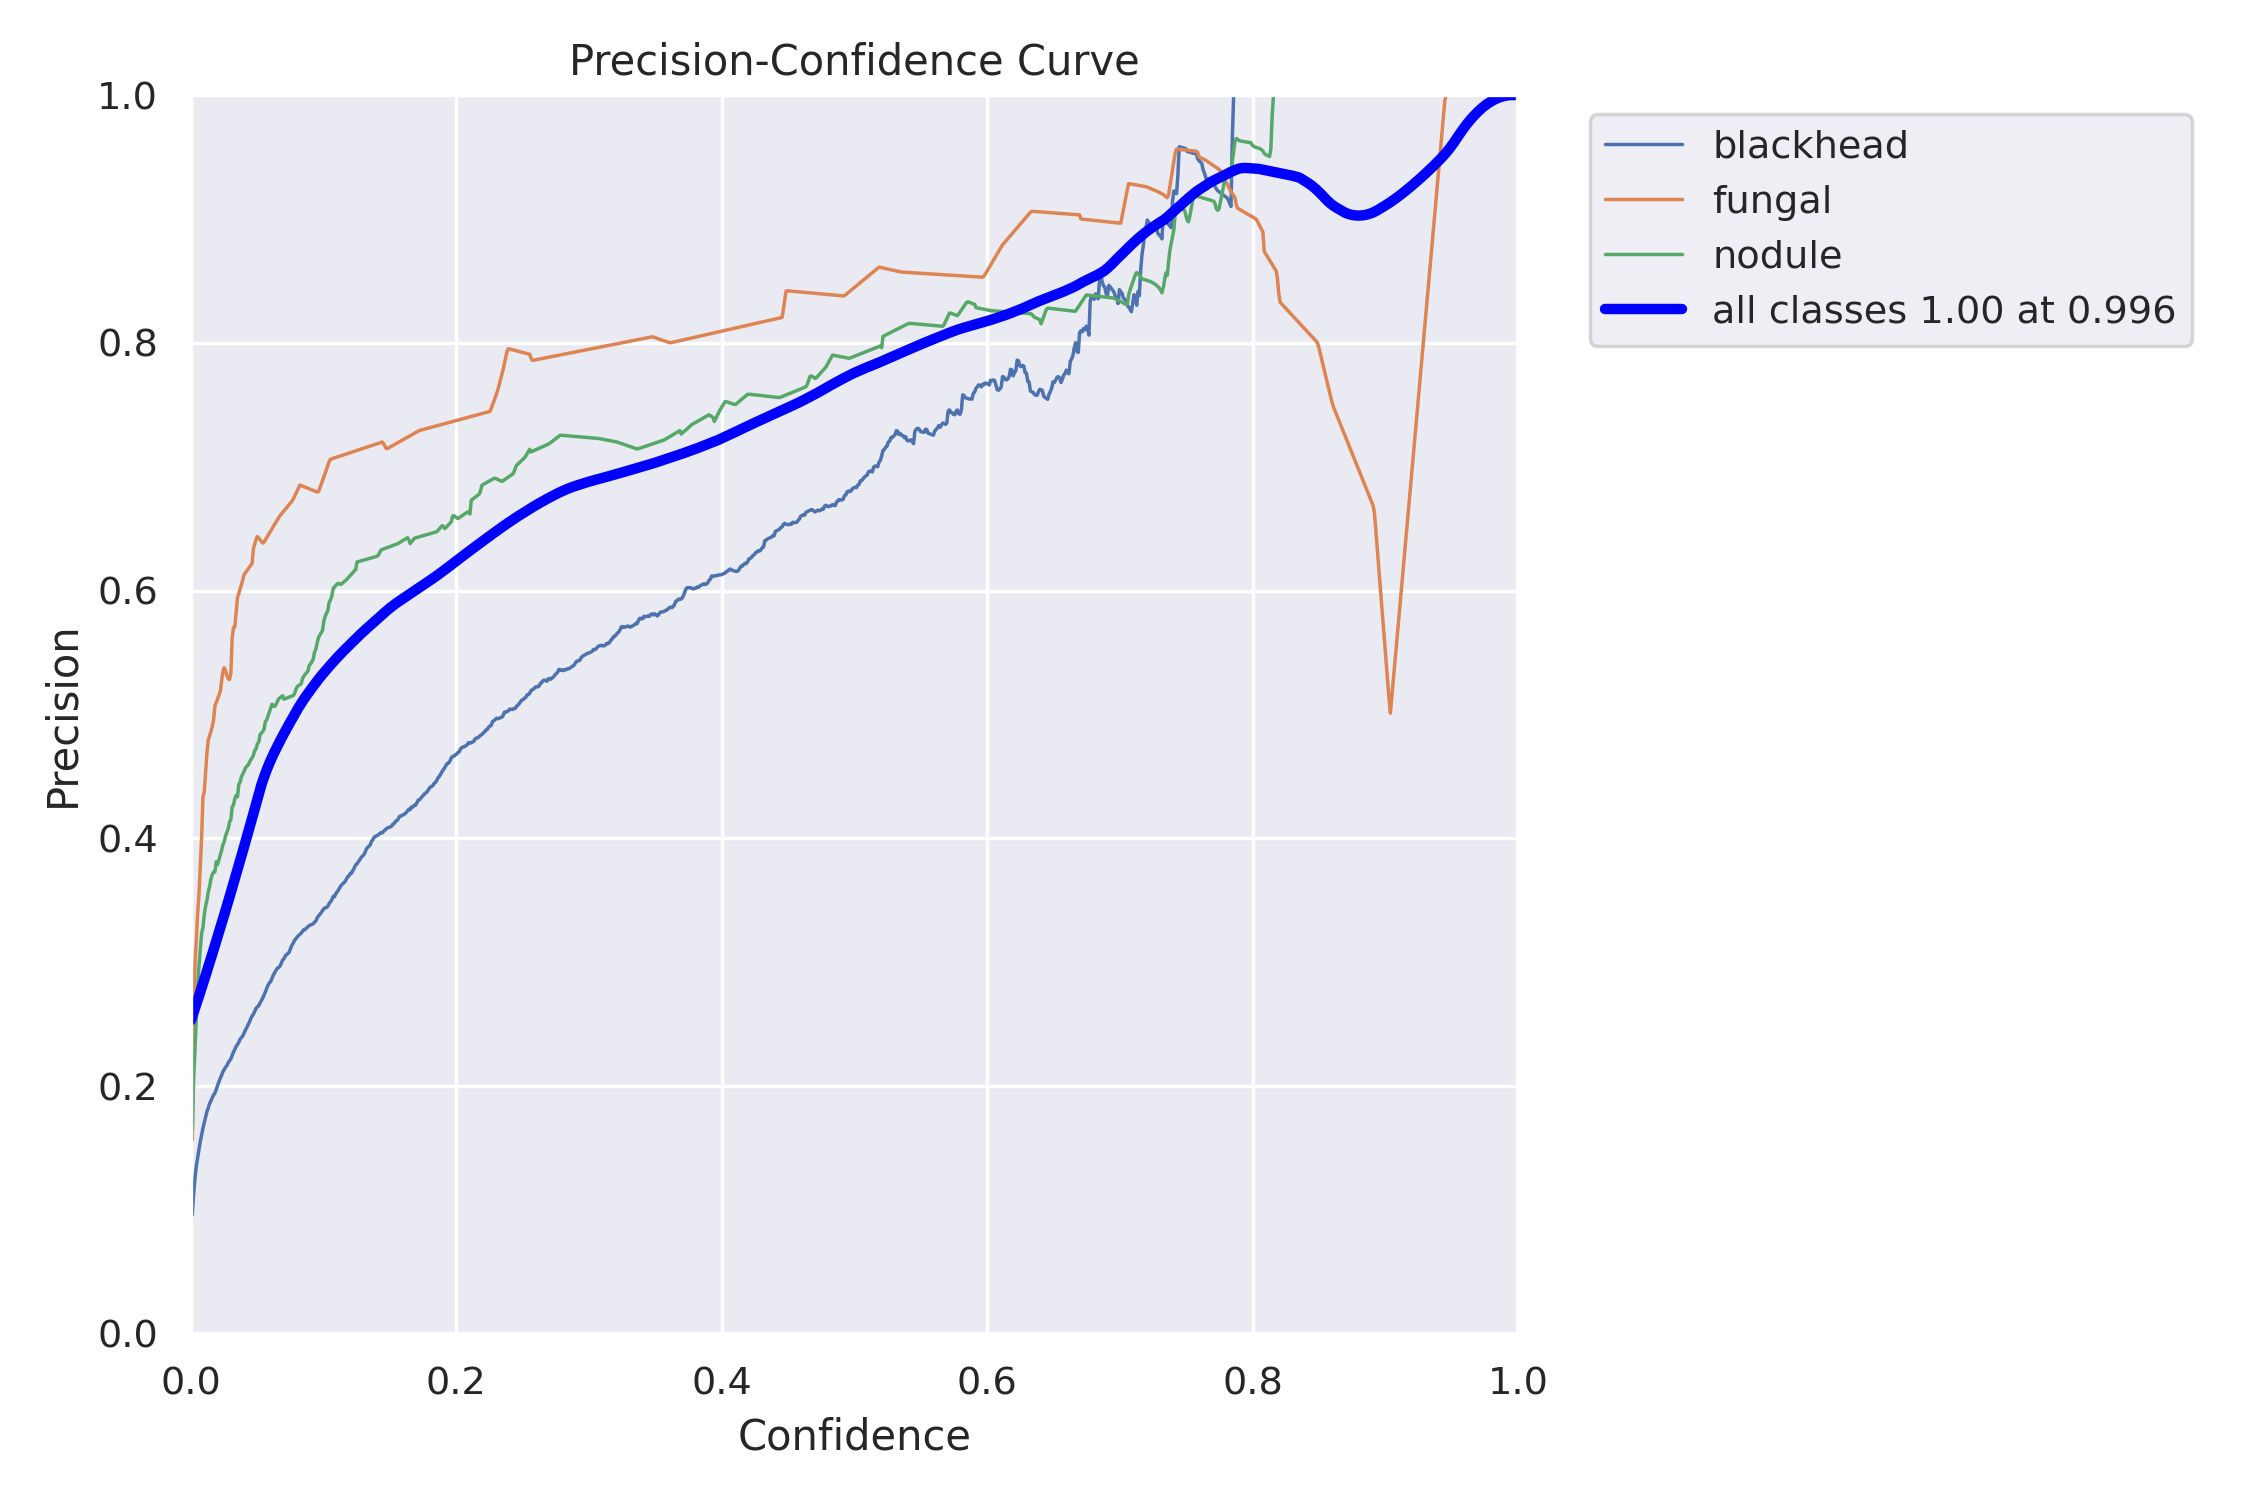 Precision-Confidence Curve
1.0
0.8
0.6
0.4
0.2
0.0
Precision
0.0 0.2 0.4 0.6 0.8 1.0
Confidence
blackhead
fungal
nodule
all classes 1.00 at 0.996